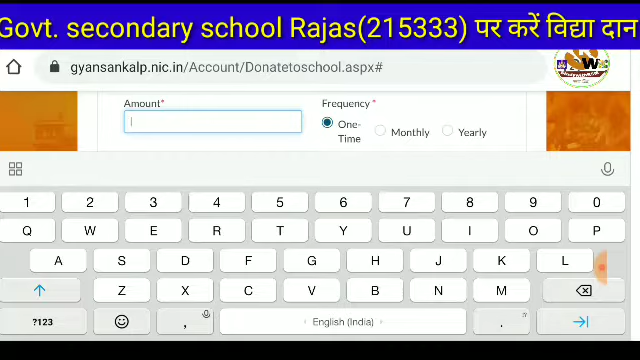 Govt. secondary school Rajas(215333) पर करें विद्या दान
gyansankalp.nic.in/Account/Donatetoschool.aspx#
Amount* Frequency *
One-Time Monthly Yearly
1 2 3 4 5 6 7 8 9 0
Q W E R T Y U I O P
A S D F G H J K L
Z X C V B N M
?123 , English (India) .